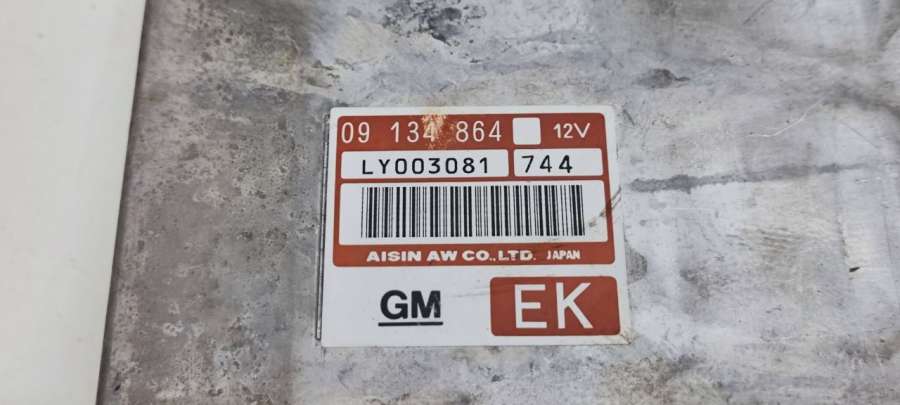 09 134 864 12V
LY003081 744
AISIN AW CO.,LTD. JAPAN
GM EK